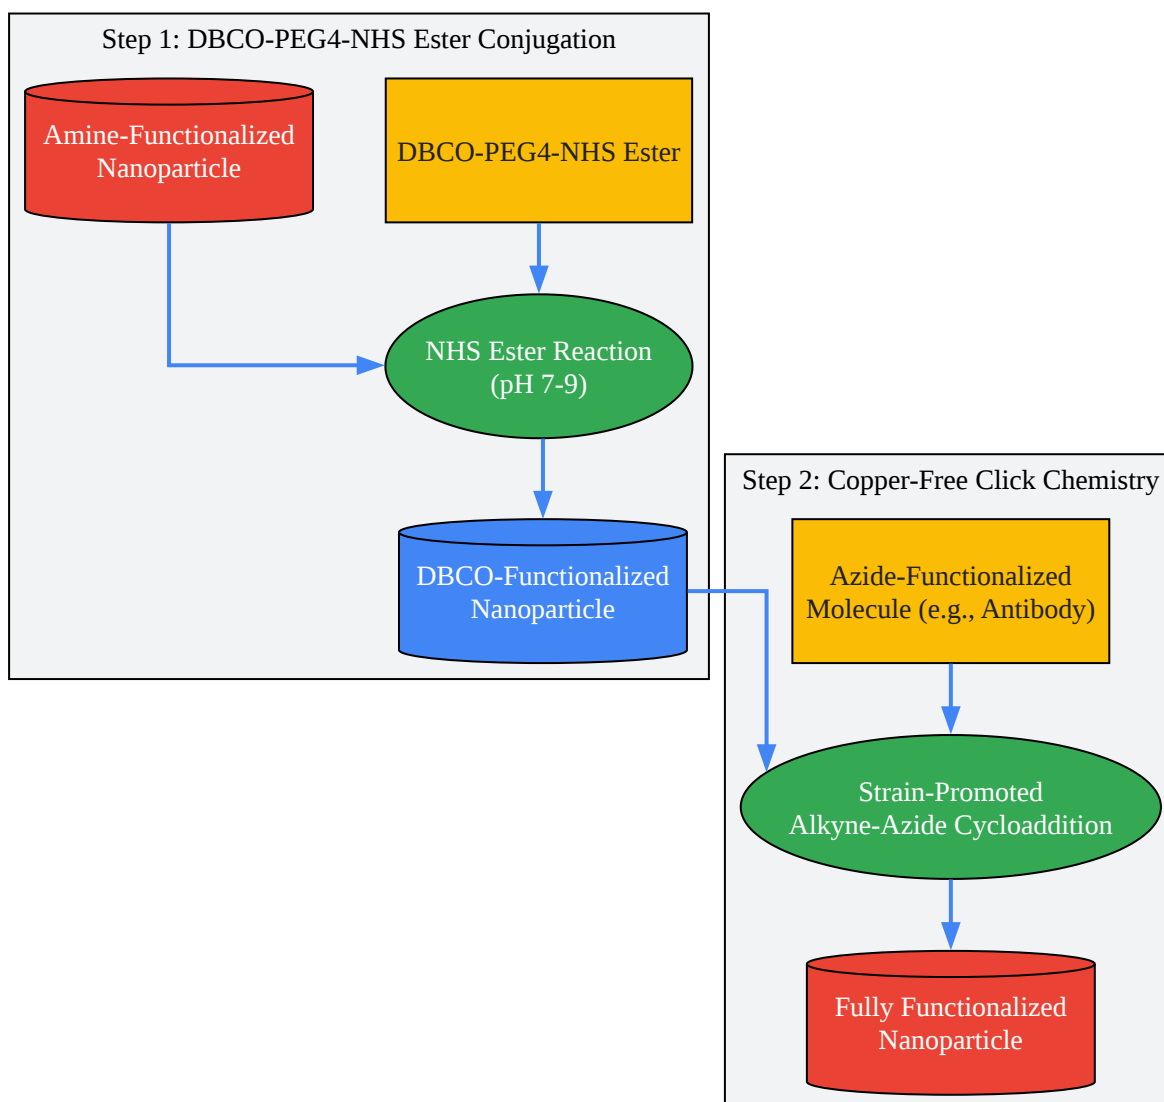 Step 1: DBCO-PEG4-NHS Ester Conjugation
Amine-Functionalized
Nanoparticle
DBCO-PEG4-NHS Ester
NHS Ester Reaction
(pH 7-9)
DBCO-Functionalized
Nanoparticle
Step 2: Copper-Free Click Chemistry
Azide-Functionalized
Molecule (e.g., Antibody)
Strain-Promoted
Alkyne-Azide Cycloaddition
Fully Functionalized
Nanoparticle